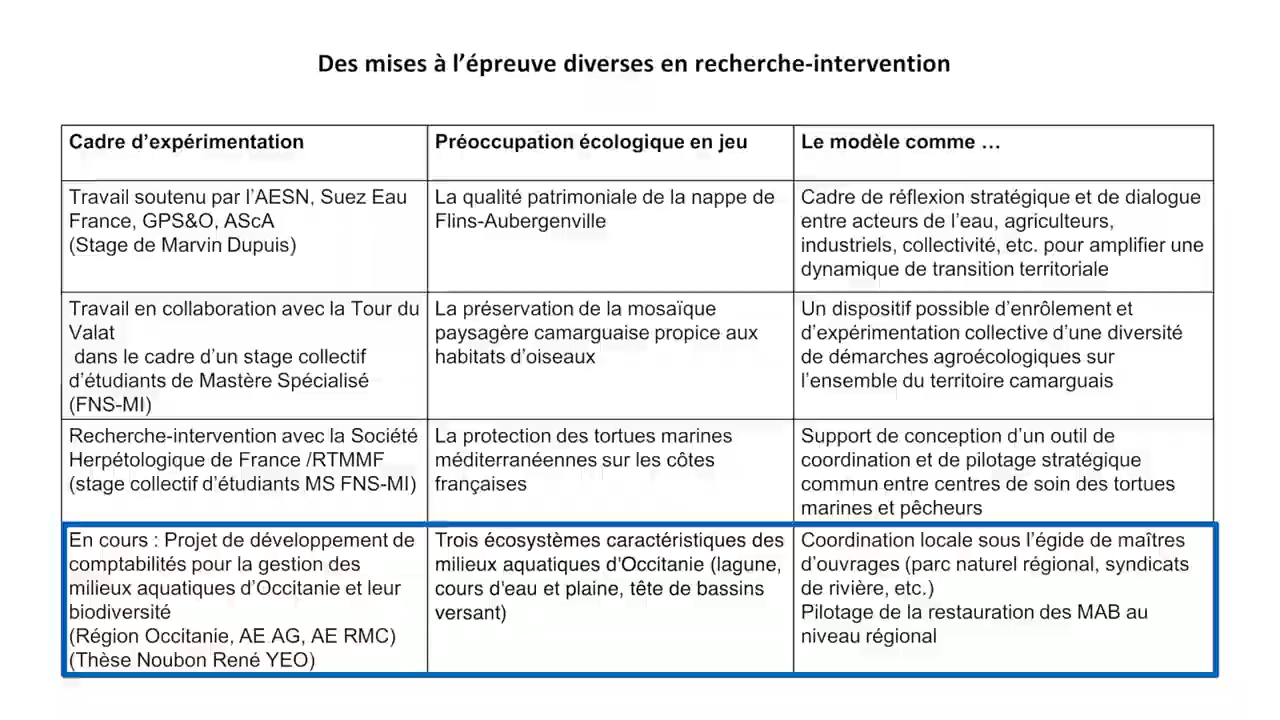 Des mises à l’épreuve diverses en recherche-intervention
Cadre d’expérimentation
Préoccupation écologique en jeu
Le modèle comme …
Travail soutenu par l’AESN, Suez Eau
France, GPS&O, AScA
(Stage de Marvin Dupuis)
La qualité patrimoniale de la nappe de
Flins-Aubergenville
Cadre de réflexion stratégique et de dialogue
entre acteurs de l’eau, agriculteurs,
industriels, collectivité, etc. pour amplifier une
dynamique de transition territoriale
Travail en collaboration avec la Tour du
Valat
dans le cadre d’un stage collectif
d’étudiants de Mastère Spécialisé
(FNS-MI)
La préservation de la mosaïque
paysagère camarguaise propice aux
habitats d’oiseaux
Un dispositif possible d’enrôlement et
d’expérimentation collective d’une diversité
de démarches agroécologiques sur
l’ensemble du territoire camarguais
Recherche-intervention avec la Société
Herpétologique de France /RTMMF
(stage collectif d’étudiants MS FNS-MI)
La protection des tortues marines
méditerranéennes sur les côtes
françaises
Support de conception d’un outil de
coordination et de pilotage stratégique
commun entre centres de soin des tortues
marines et pêcheurs
En cours : Projet de développement de
comptabilités pour la gestion des
milieux aquatiques d’Occitanie et leur
biodiversité
(Région Occitanie, AE AG, AE RMC)
(Thèse Noubon René YEO)
Trois écosystèmes caractéristiques des
milieux aquatiques d'Occitanie (lagune,
cours d'eau et plaine, tête de bassins
versant)
Coordination locale sous l’égide de maîtres
d’ouvrages (parc naturel régional, syndicats
de rivière, etc.)
Pilotage de la restauration des MAB au
niveau régional